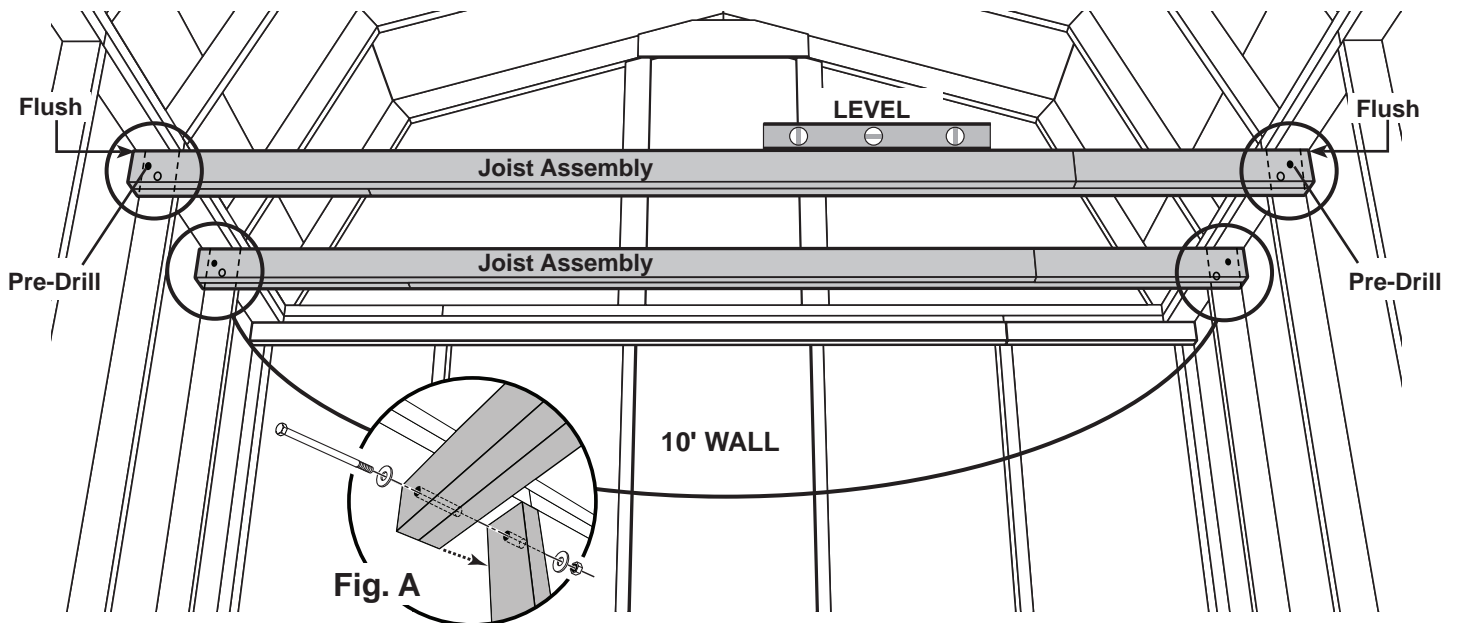 LEVEL
Flush
Flush
Joist Assembly
Joist Assembly
Pre-Drill
Pre-Drill
10' WALL
Fig. A